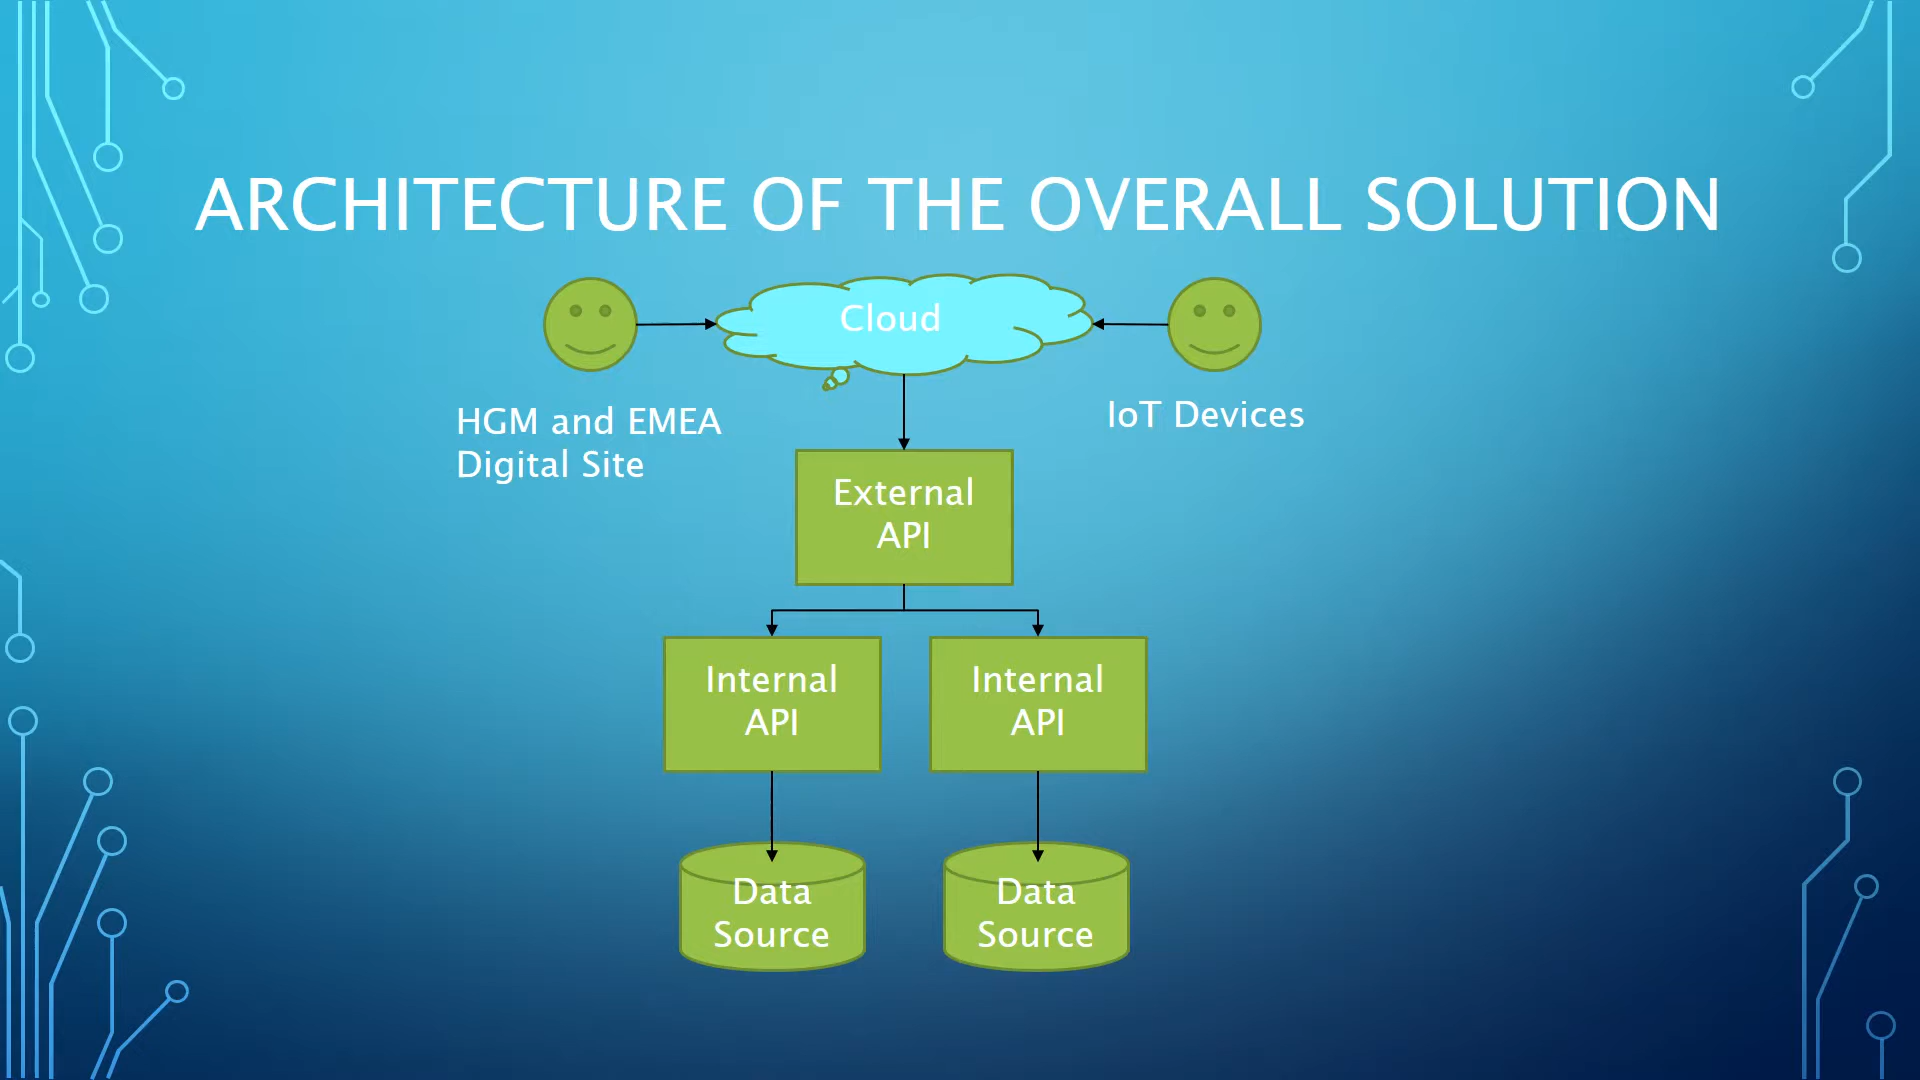 ARCHITECTURE OF THE OVERALL SOLUTION
Cloud
HGM and EMEA
Digital Site
IoT Devices
External
API
Internal
API
Internal
API
Data
Source
Data
Source